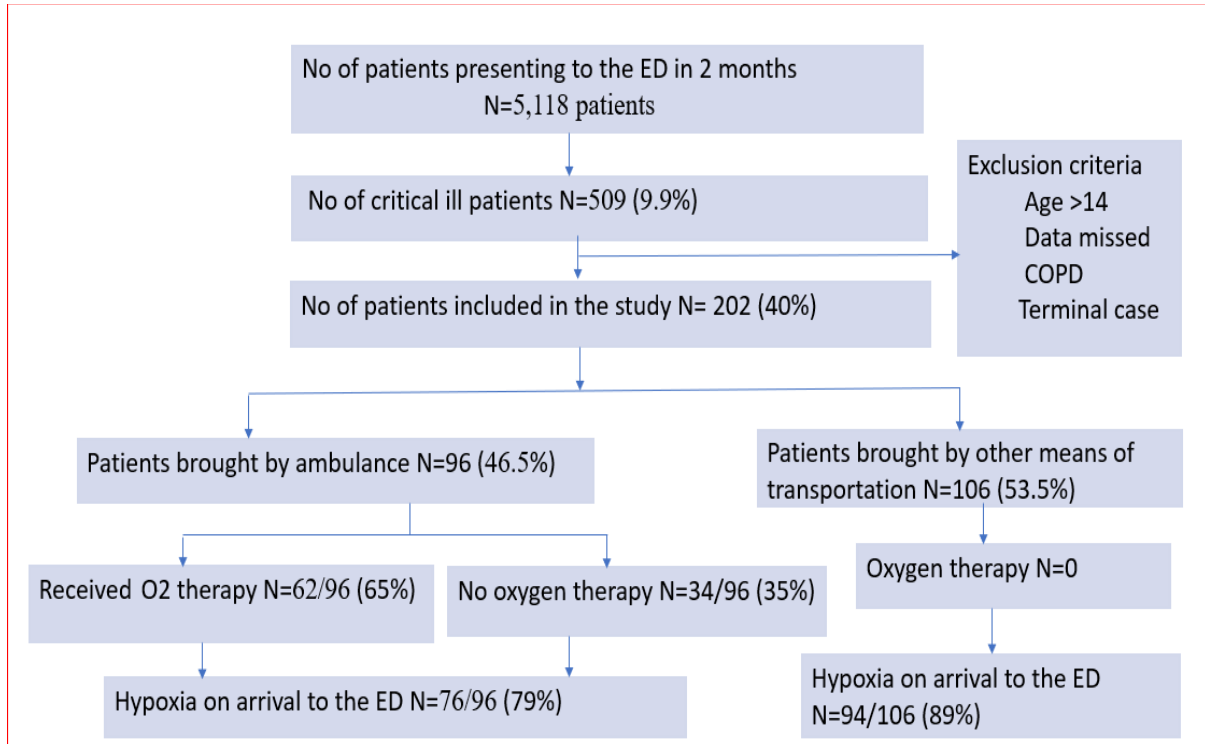 No of patients presenting to the ED in 2 months
N=5,118 patients
No of critical ill patients N=509 (9.9%)
Exclusion criteria
Age >14
Data missed
COPD
Terminal case
No of patients included in the study N= 202 (40%)
Patients brought by ambulance N=96 (46.5%)
Patients brought by other means of
transportation N=106 (53.5%)
Received O2 therapy N=62/96 (65%)
No oxygen therapy N=34/96 (35%)
Oxygen therapy N=0
Hypoxia on arrival to the ED N=76/96 (79%)
Hypoxia on arrival to the ED
N=94/106 (89%)